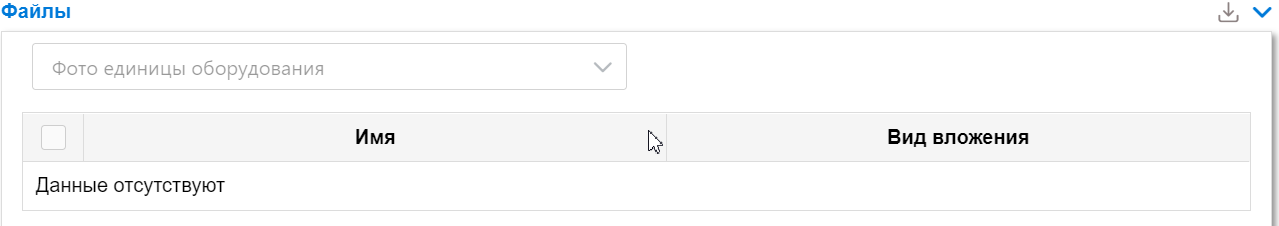 Файлы
Фото единицы оборудования
Имя Вид вложения
Данные отсутствуют